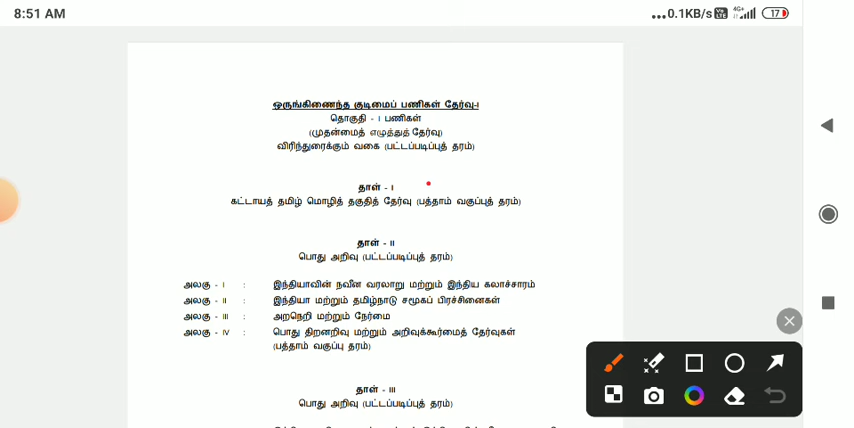 8:51 AM
...0.1KB/s Vo LTE 4G+ 17
ஒருங்கிணைந்த குடிமைப் பணிகள் தேர்வு-I
தொகுதி - I பணிகள்
(முதன்மைத் எழுத்துத் தேர்வு)
விரிந்துரைக்கும் வகை (பட்டப்படிப்புத் தரம்)
தாள் - I
கட்டாயத் தமிழ் மொழித் தகுதித் தேர்வு (பத்தாம் வகுப்புத் தரம்)
தாள் - II
பொது அறிவு (பட்டப்படிப்புத் தரம்)
அலகு - I : இந்தியாவின் நவீன வரலாறு மற்றும் இந்திய கலாச்சாரம்
அலகு - II : இந்தியா மற்றும் தமிழ்நாடு சமூகப் பிரச்சினைகள்
அலகு - III : அறநெறி மற்றும் நேர்மை
அலகு - IV : பொது திறனறிவு மற்றும் அறிவுக்கூர்மைத் தேர்வுகள்
(பத்தாம் வகுப்பு தரம்)
தாள் - III
பொது அறிவு (பட்டப்படிப்புத் தரம்)